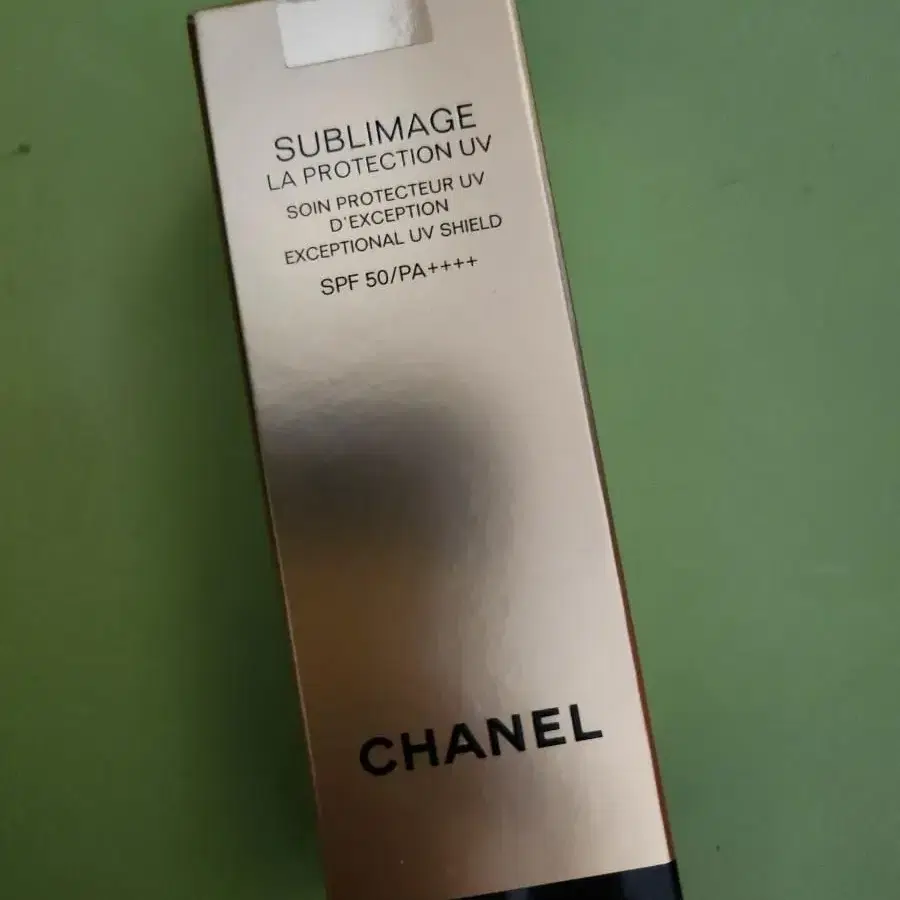 SUBLIMAGE
LA PROTECTION UV
SOIN PROTECTEUR UV
D'EXCEPTION
EXCEPTIONAL UV SHIELD
SPF 50/PA++++
CHANEL